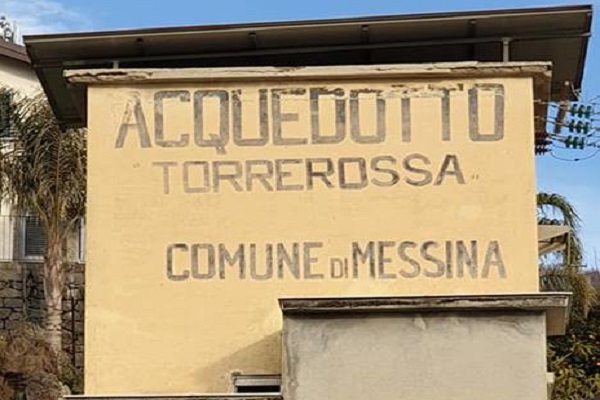 ACQUEDOTTO
"TORREROSSA"
COMUNE DI MESSINA